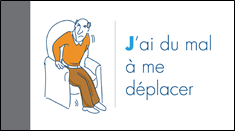 J'ai du mal
à me
déplacer